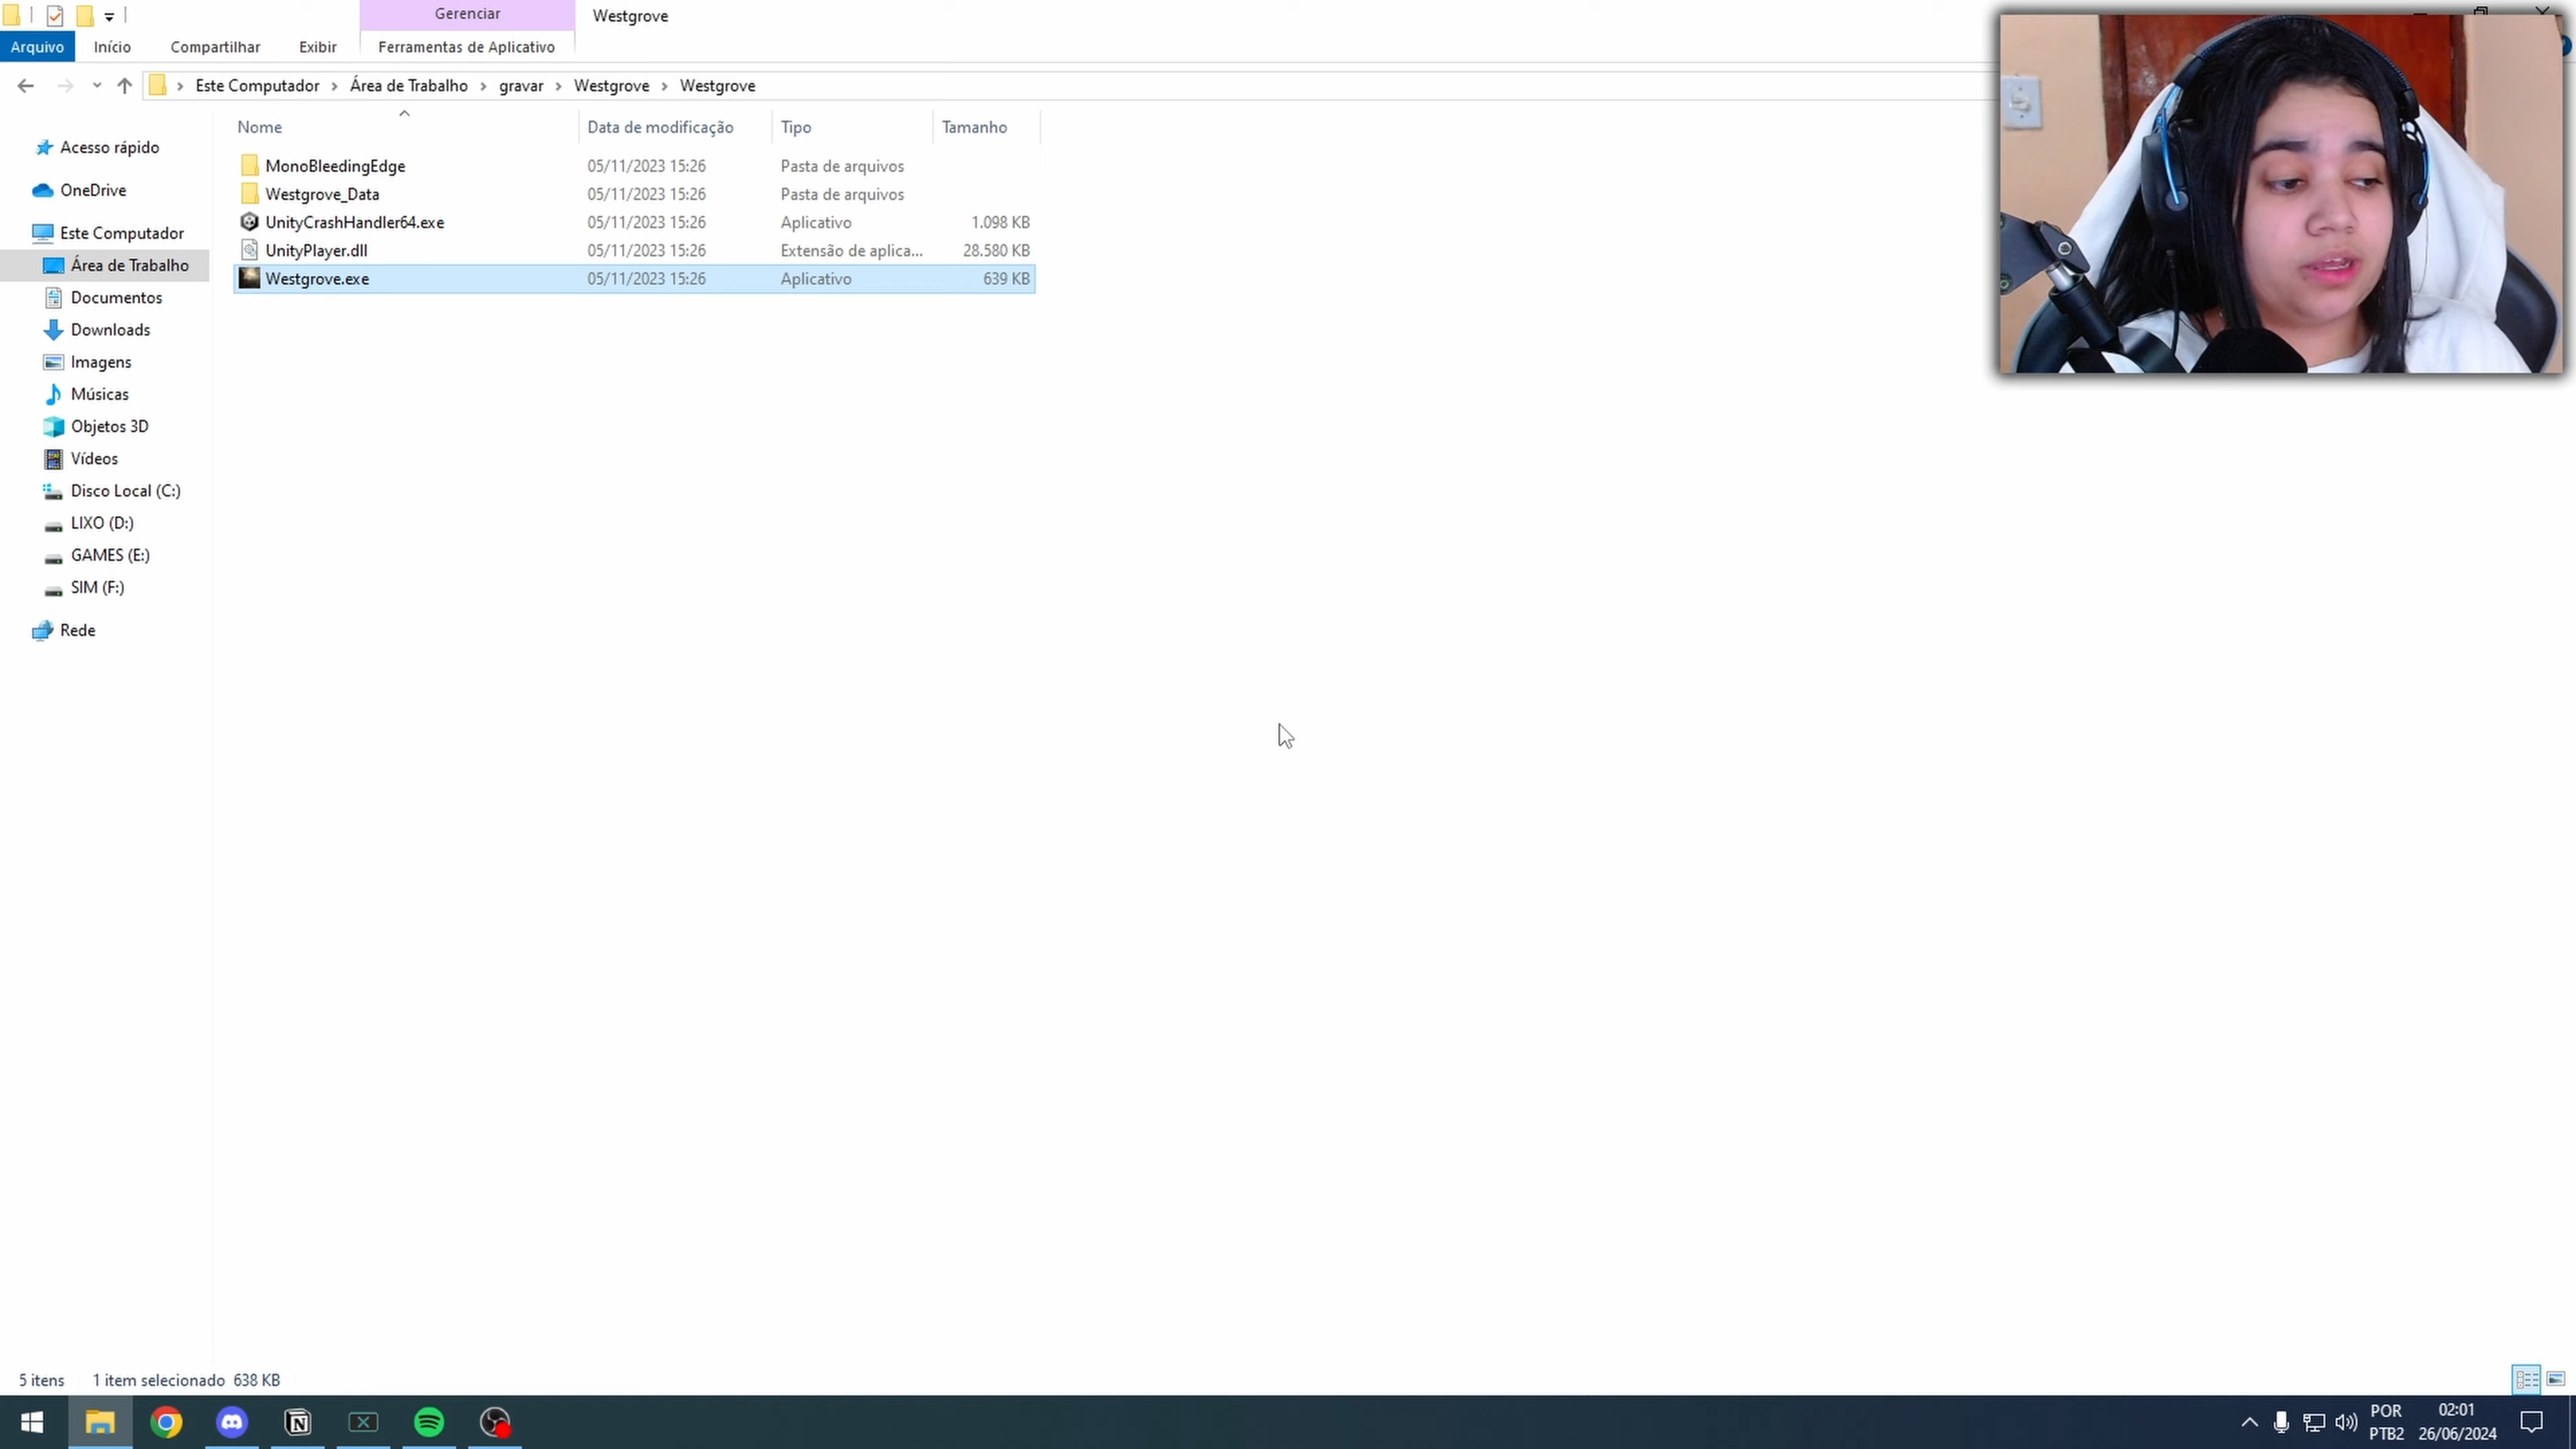 Gerenciar
Westgrove
Arquivo Início Compartilhar Exibir Ferramentas de Aplicativo
Este Computador Área de Trabalho gravar Westgrove Westgrove
Nome Data de modificação Tipo Tamanho
MonoBleedingEdge 05/11/2023 15:26 Pasta de arquivos
Westgrove_Data 05/11/2023 15:26 Pasta de arquivos
UnityCrashHandler64.exe 05/11/2023 15:26 Aplicativo 1.098 KB
UnityPlayer.dll 05/11/2023 15:26 Extensão de aplica... 28.580 KB
Westgrove.exe 05/11/2023 15:26 Aplicativo 639 KB
Acesso rápido
OneDrive
Este Computador
Área de Trabalho
Documentos
Downloads
Imagens
Músicas
Objetos 3D
Vídeos
Disco Local (C:)
LIXO (D:)
GAMES (E:)
SIM (F:)
Rede
5 itens 1 item selecionado 638 KB
POR 02:01
PTB2 26/06/2024